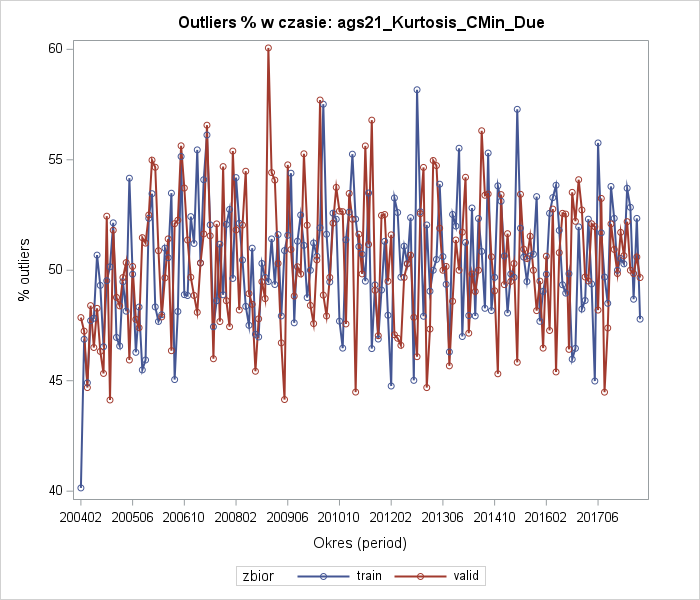 Outliers % w czasie: ags21_Kurtosis_CMin_Due
% outliers
60
55
50
45
40
200402 200506 200610 200802 200906 201010 201202 201306 201410 201602 201706
Okres (period)
zbior train valid